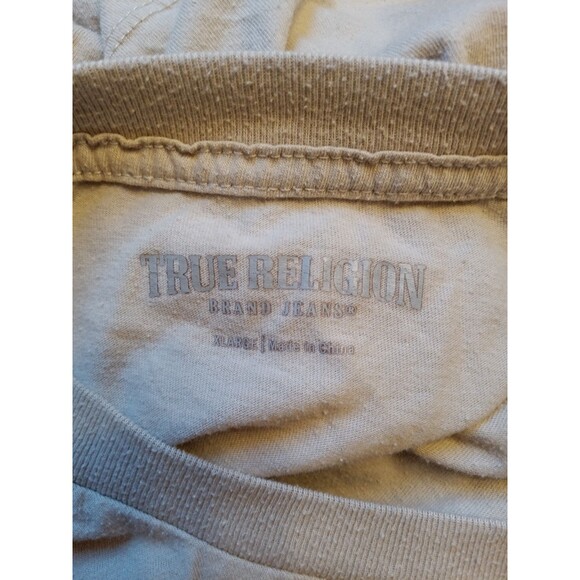 TRUE RELIGION
BRAND JEANS®
XLARGE | Made in China